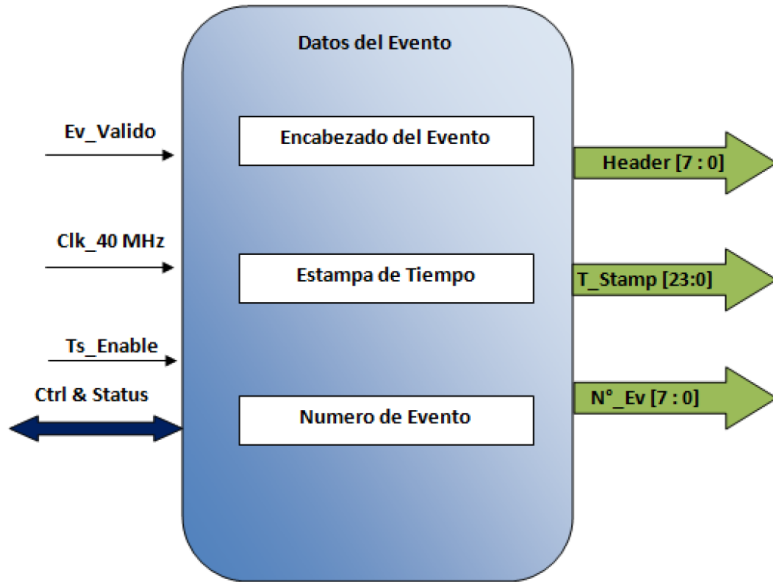 Datos del Evento
Ev_Valido
Encabezado del Evento
Header [7 : 0]
Clk_40 MHz
Estampa de Tiempo
T_Stamp [23:0]
Ts_Enable
Ctrl & Status
Numero de Evento
N°_Ev [7 : 0]